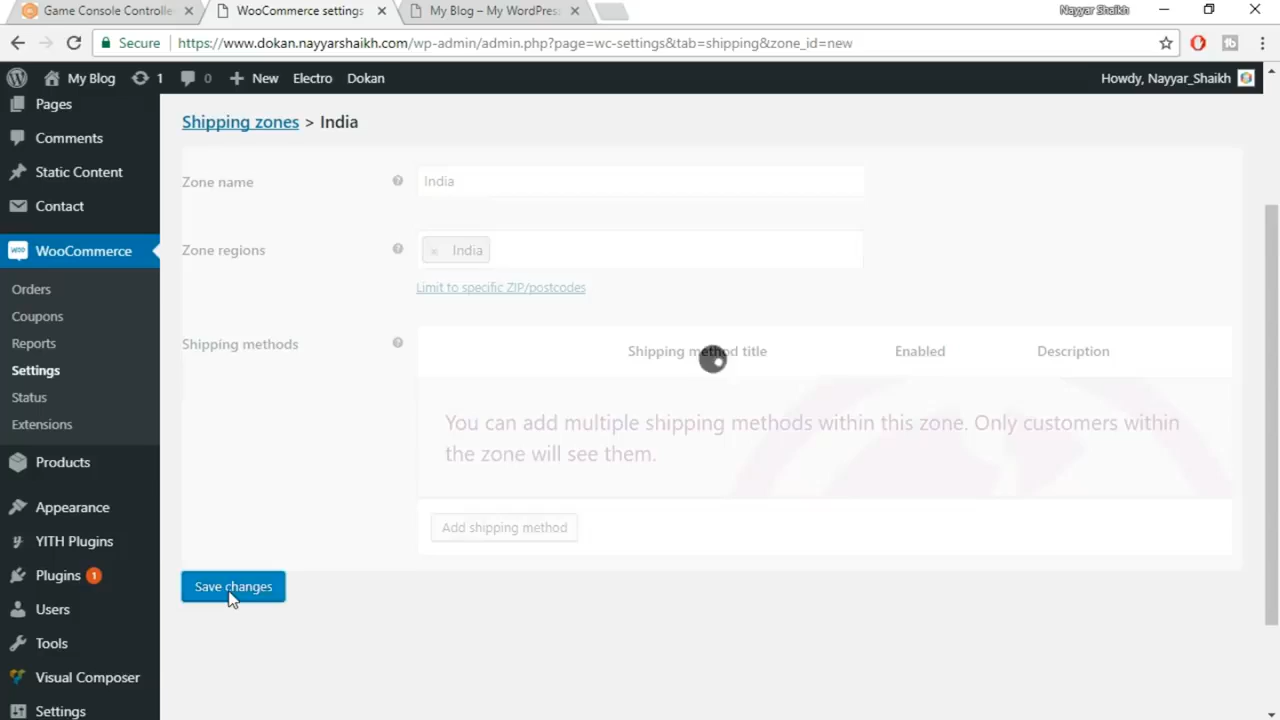 Game Console Controlle
WooCommerce settings
My Blog – My WordPres
Nayyar Shaikh
Secure
https://www.dokan.nayyarshaikh.com/wp-admin/admin.php?page=wc-settings&tab=shipping&zone_id=new
My Blog
1
0
New
Electro
Dokan
Howdy, Nayyar_Shaikh
Pages
Comments
Static Content
Contact
WooCommerce
Orders
Coupons
Reports
Settings
Status
Extensions
Products
Appearance
YITH Plugins
Plugins 1
Users
Tools
Visual Composer
Settings
Shipping zones > India
Zone name
India
Zone regions
× India
Limit to specific ZIP/postcodes
Shipping methods
Shipping method title
Enabled
Description
You can add multiple shipping methods within this zone. Only customers within
the zone will see them.
Add shipping method
Save changes